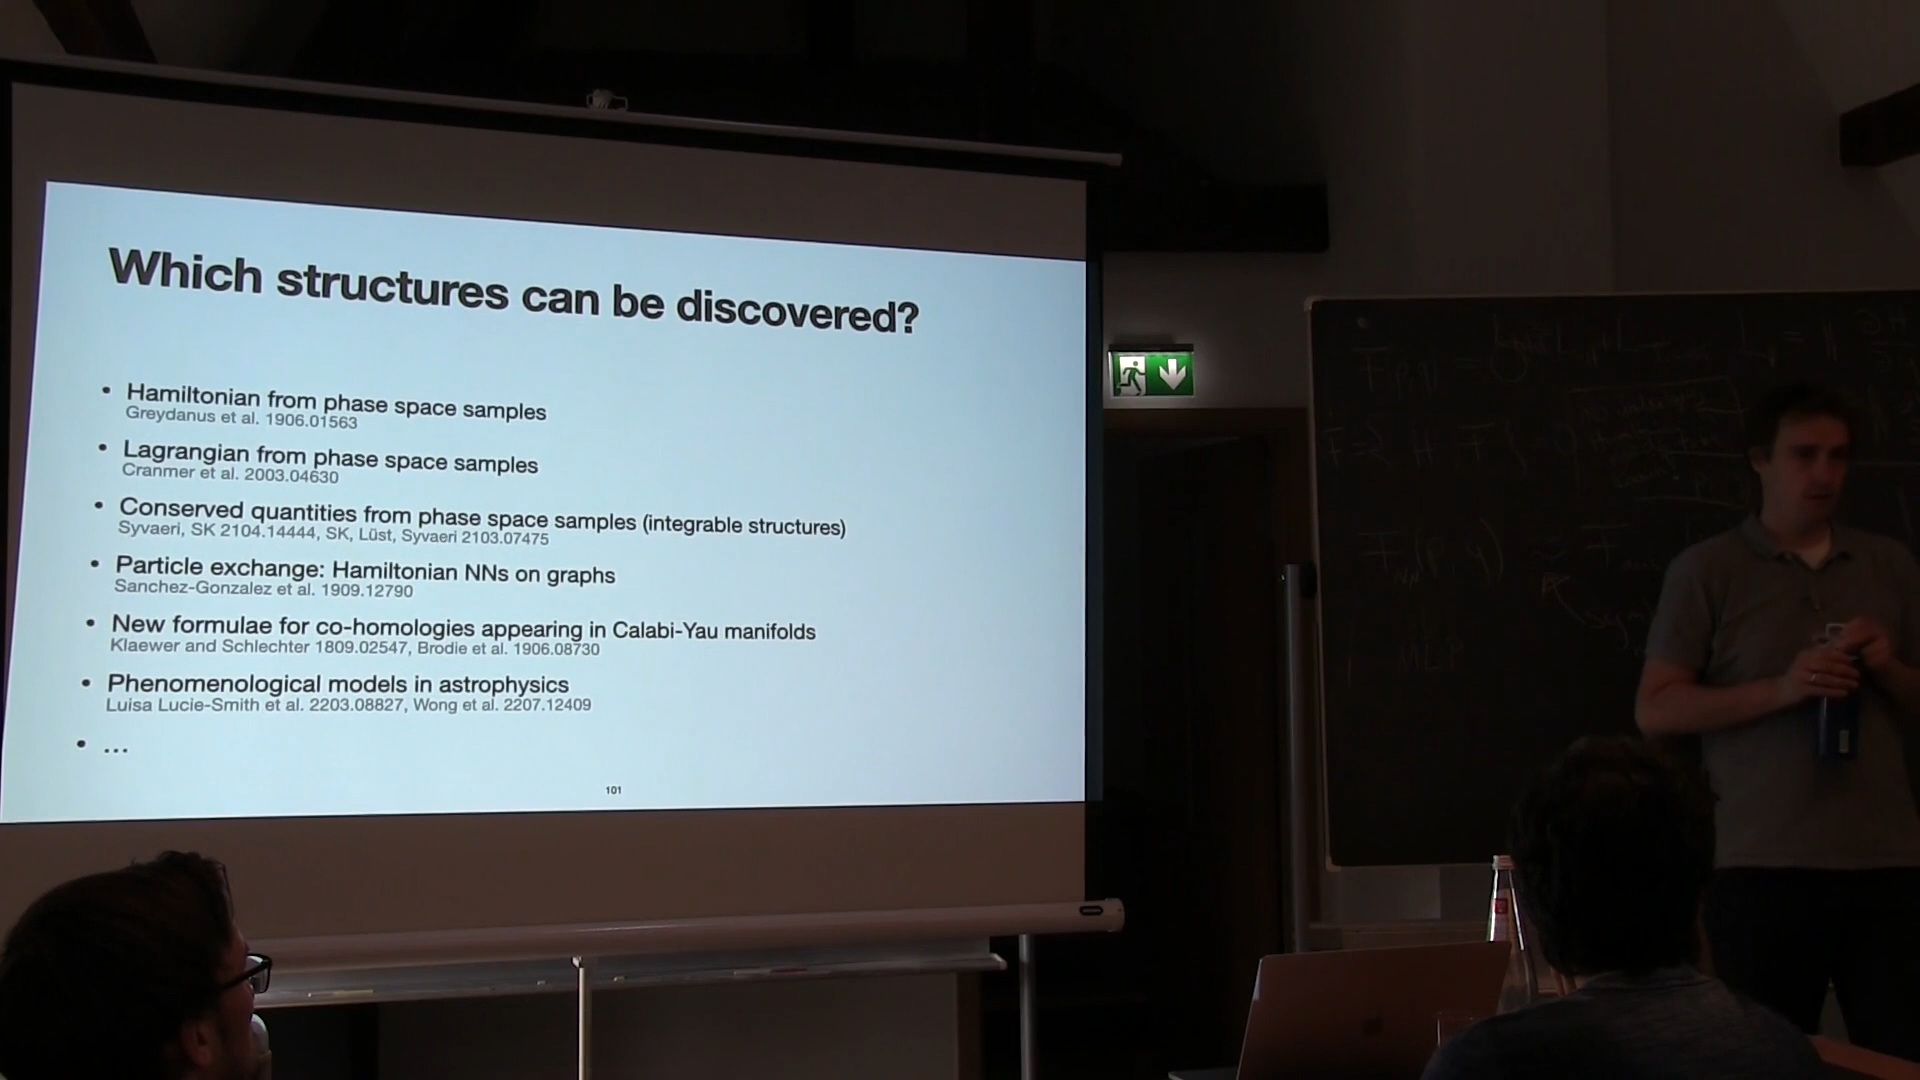 Which structures can be discovered?
• Hamiltonian from phase space samples
Greydanus et al. 1906.01563
• Lagrangian from phase space samples
Cranmer et al. 2003.04630
• Conserved quantities from phase space samples (integrable structures)
Syvaeri, SK 2104.14444, SK, Lüst, Syvaeri 2103.07475
• Particle exchange: Hamiltonian NNs on graphs
Sanchez-Gonzalez et al. 1909.12790
• New formulae for co-homologies appearing in Calabi-Yau manifolds
Klaewer and Schlechter 1809.02547, Brodie et al. 1906.08730
• Phenomenological models in astrophysics
Luisa Lucie-Smith et al. 2203.08827, Wong et al. 2207.12409
• ...
101
MLP